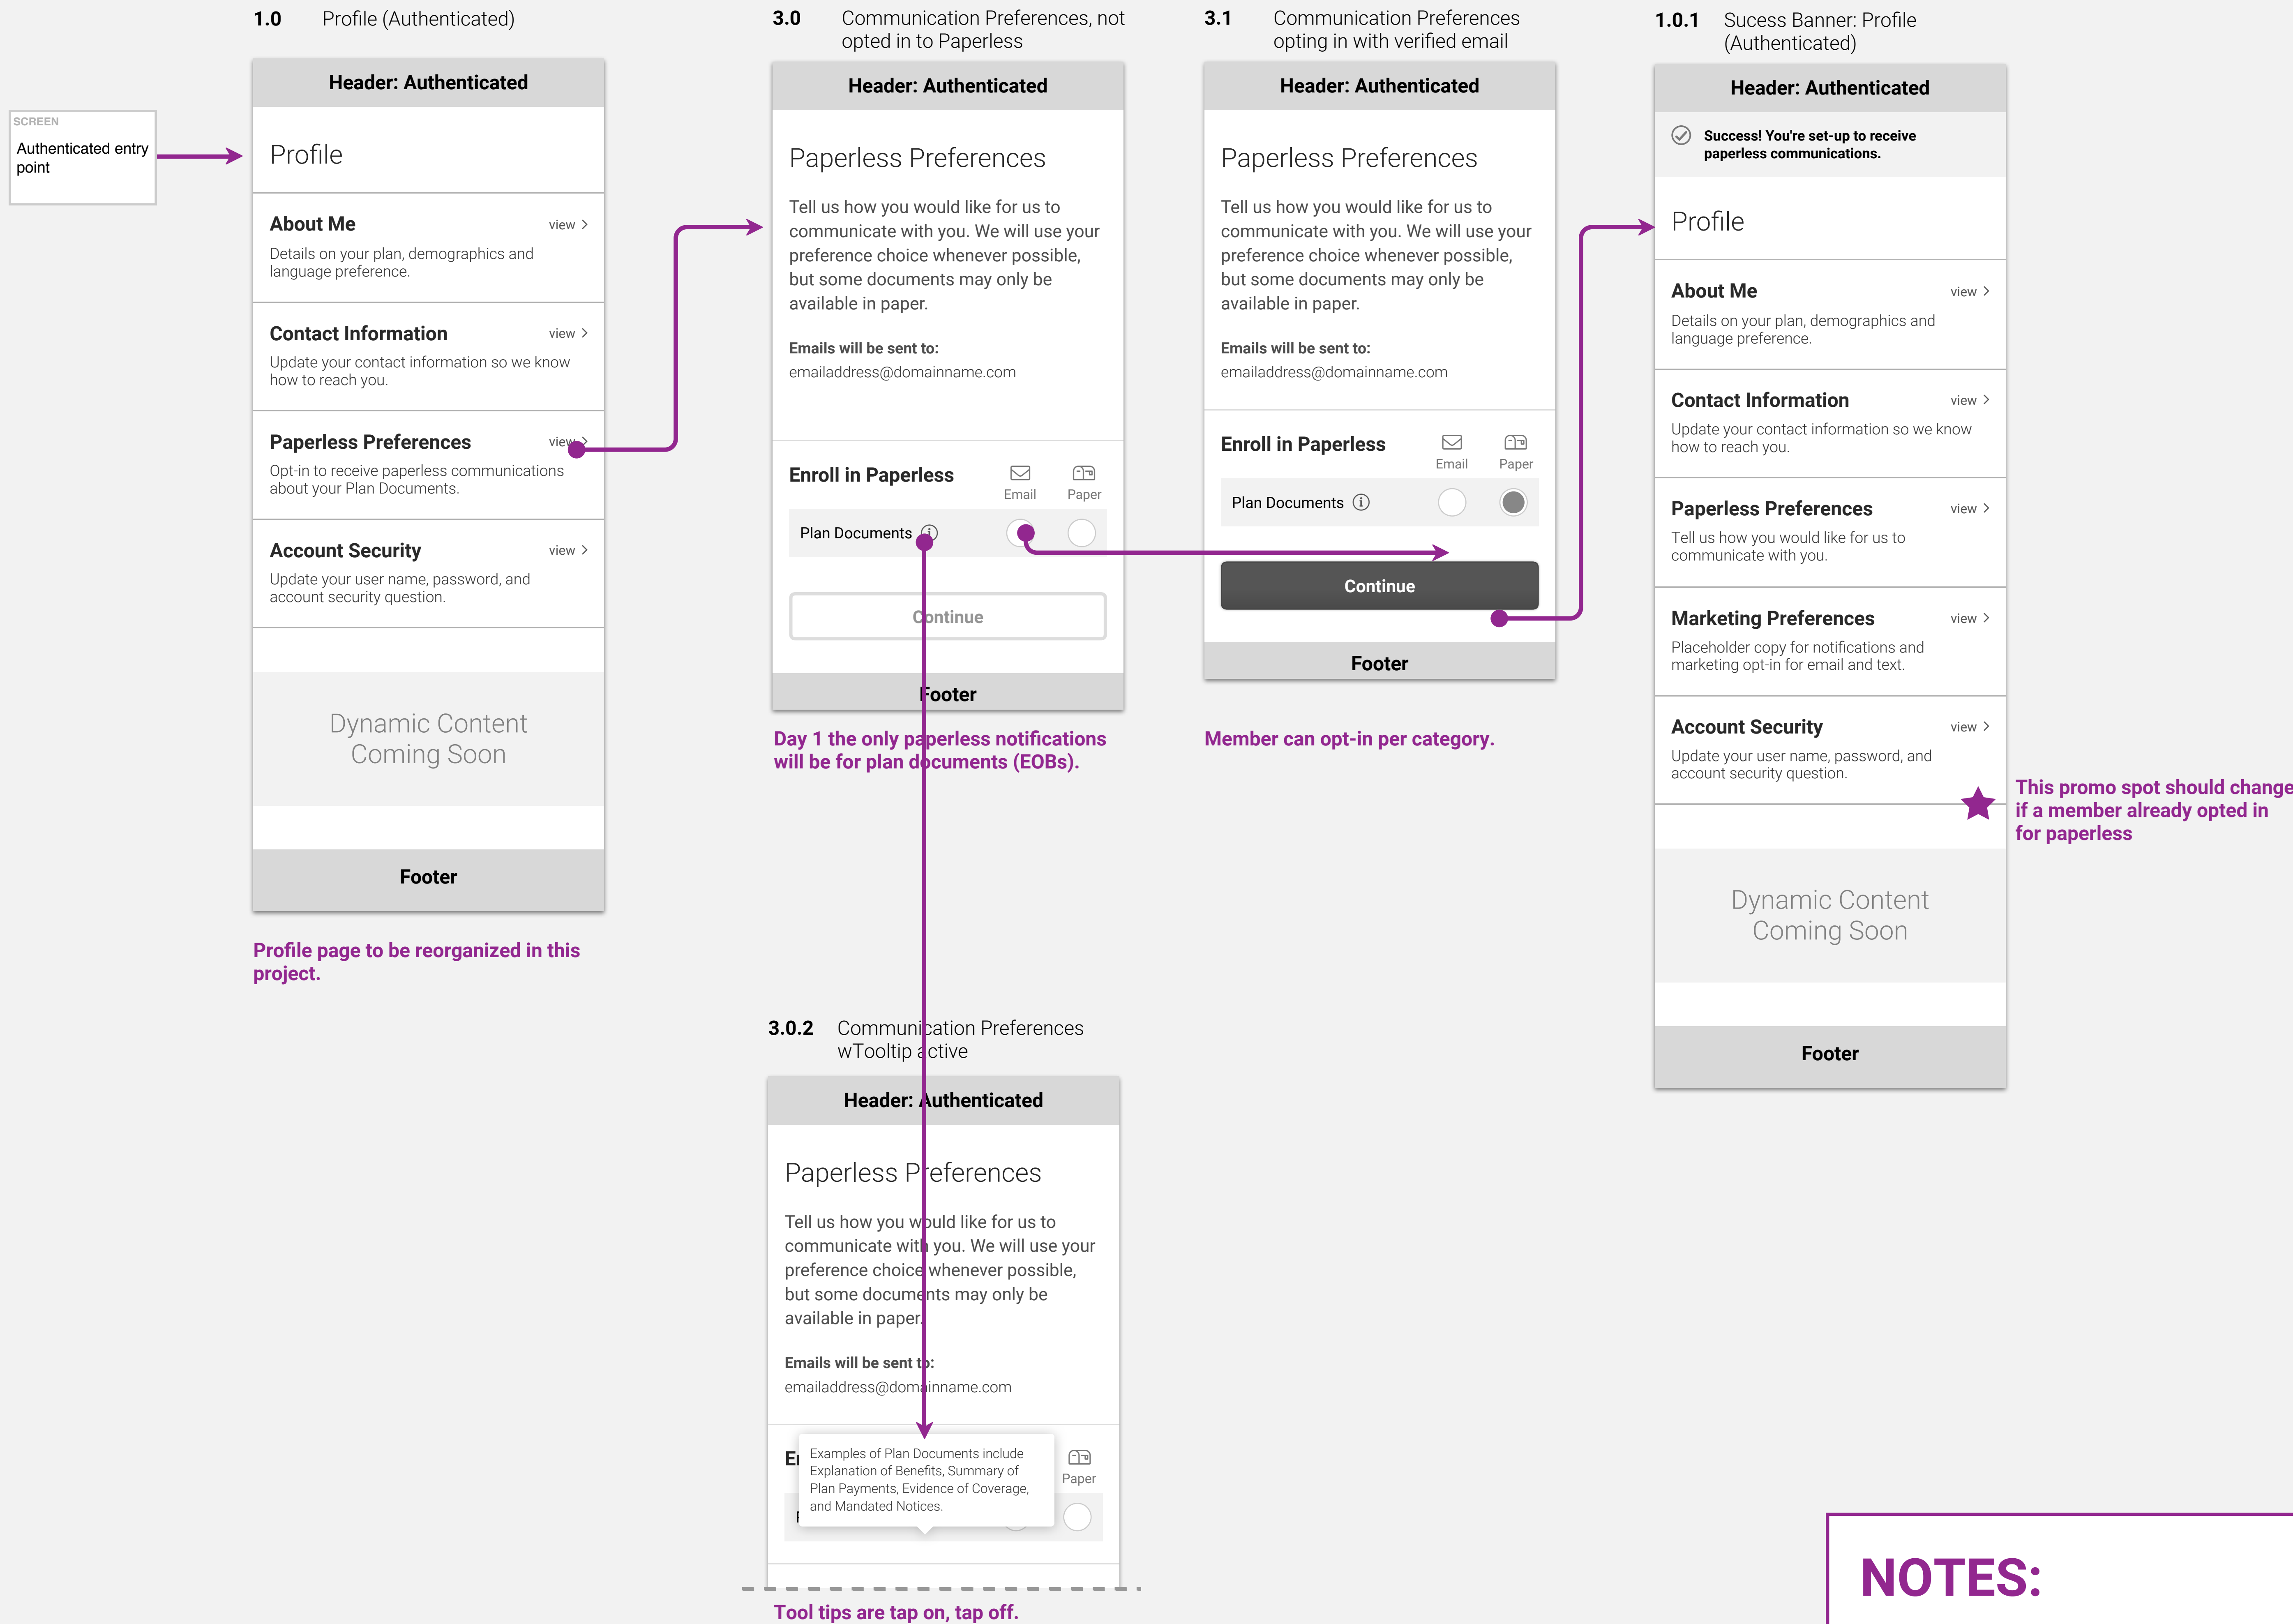 1.0 Profile (Authenticated)
SCREEN
Authenticated entry
point
Header: Authenticated
Profile
About Me view >
Details on your plan, demographics and
language preference.
Contact Information view >
Update your contact information so we know
how to reach you.
Paperless Preferences view >
Opt-in to receive paperless communications
about your Plan Documents.
Account Security view >
Update your user name, password, and
account security question.
Dynamic Content
Coming Soon
Footer
Profile page to be reorganized in this
project.
3.0 Communication Preferences, not
opted in to Paperless
Header: Authenticated
Paperless Preferences
Tell us how you would like for us to
communicate with you. We will use your
preference choice whenever possible,
but some documents may only be
available in paper.
Emails will be sent to:
emailaddress@domainname.com
Enroll in Paperless
Email Paper
Plan Documents
Continue
Footer
Day 1 the only paperless notifications
will be for plan documents (EOBs).
3.0.2 Communication Preferences
wTooltip active
Header: Authenticated
Paperless Preferences
Tell us how you would like for us to
communicate with you. We will use your
preference choice whenever possible,
but some documents may only be
available in paper.
Emails will be sent to:
emailaddress@domainname.com
Examples of Plan Documents include
Explanation of Benefits, Summary of
Plan Payments, Evidence of Coverage,
and Mandated Notices.
Paper
Tool tips are tap on, tap off.
3.1 Communication Preferences
opting in with verified email
Header: Authenticated
Paperless Preferences
Tell us how you would like for us to
communicate with you. We will use your
preference choice whenever possible,
but some documents may only be
available in paper.
Emails will be sent to:
emailaddress@domainname.com
Enroll in Paperless
Email Paper
Plan Documents
Continue
Footer
Member can opt-in per category.
1.0.1 Sucess Banner: Profile
(Authenticated)
Header: Authenticated
Success! You're set-up to receive
paperless communications.
Profile
About Me view >
Details on your plan, demographics and
language preference.
Contact Information view >
Update your contact information so we know
how to reach you.
Paperless Preferences view >
Tell us how you would like for us to
communicate with you.
Marketing Preferences view >
Placeholder copy for notifications and
marketing opt-in for email and text.
Account Security view >
Update your user name, password, and
account security question.
This promo spot should change
if a member already opted in
for paperless
Dynamic Content
Coming Soon
Footer
NOTES: